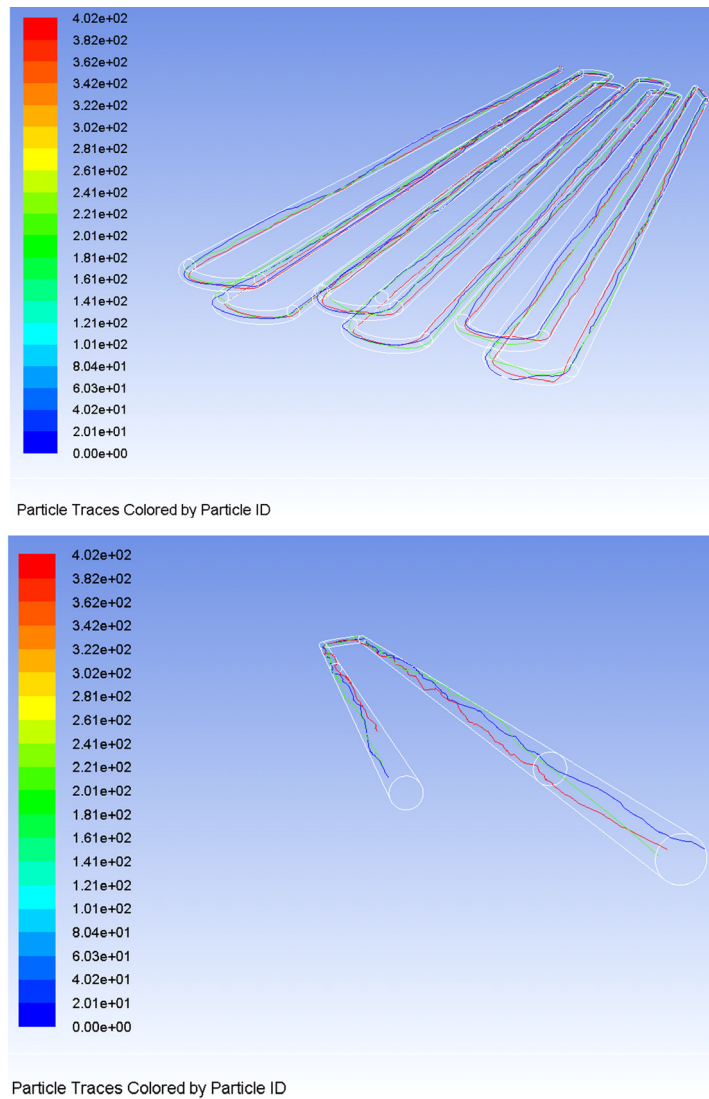 4.02e+02
3.82e+02
3.62e+02
3.42e+02
3.22e+02
3.02e+02
2.81e+02
2.61e+02
2.41e+02
2.21e+02
2.01e+02
1.81e+02
1.61e+02
1.41e+02
1.21e+02
1.01e+02
8.04e+01
6.03e+01
4.02e+01
2.01e+01
0.00e+00
Particle Traces Colored by Particle ID
4.02e+02
3.82e+02
3.62e+02
3.42e+02
3.22e+02
3.02e+02
2.81e+02
2.61e+02
2.41e+02
2.21e+02
2.01e+02
1.81e+02
1.61e+02
1.41e+02
1.21e+02
1.01e+02
8.04e+01
6.03e+01
4.02e+01
2.01e+01
0.00e+00
Particle Traces Colored by Particle ID